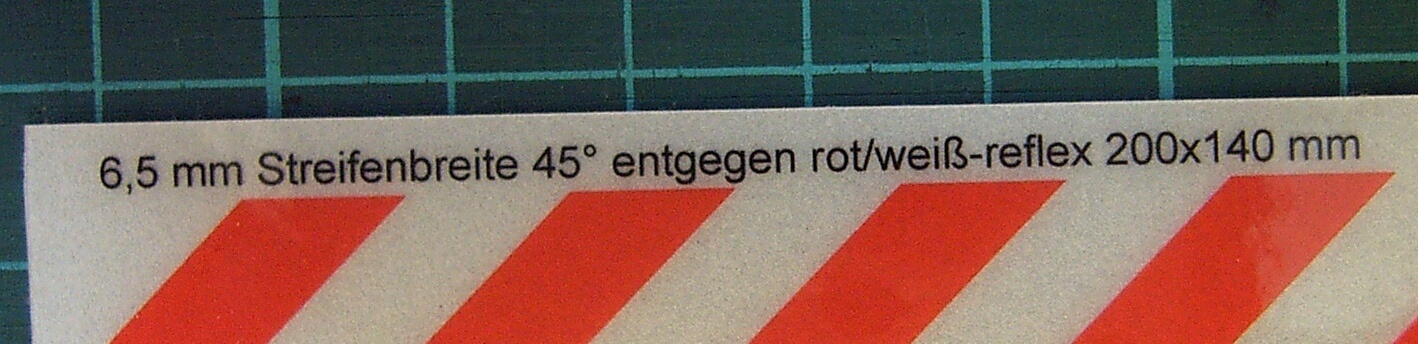 6,5 mm Streifenbreite 45° entgegen rot/weiß-reflex 200x140 mm